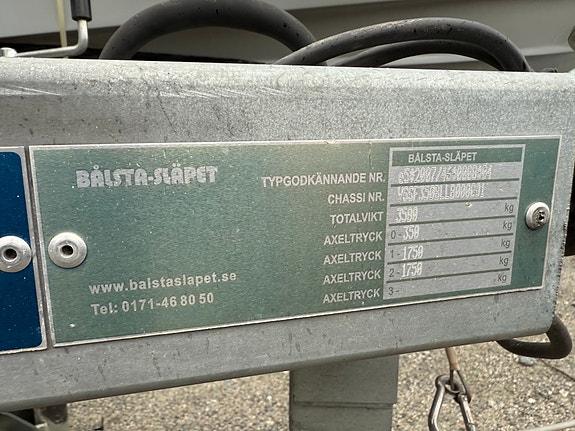 BÅLSTA-SLÄPET
BÅLSTA-SLÄPET
TYPGODKÄNNANDE NR.
CHASSI NR.
TOTALVIKT 3500 kg
AXELTRYCK 0-350 kg
AXELTRYCK 1-1750 kg
AXELTRYCK 2-1750 kg
AXELTRYCK 3- kg
www.balstaslapet.se
Tel: 0171-46 80 50